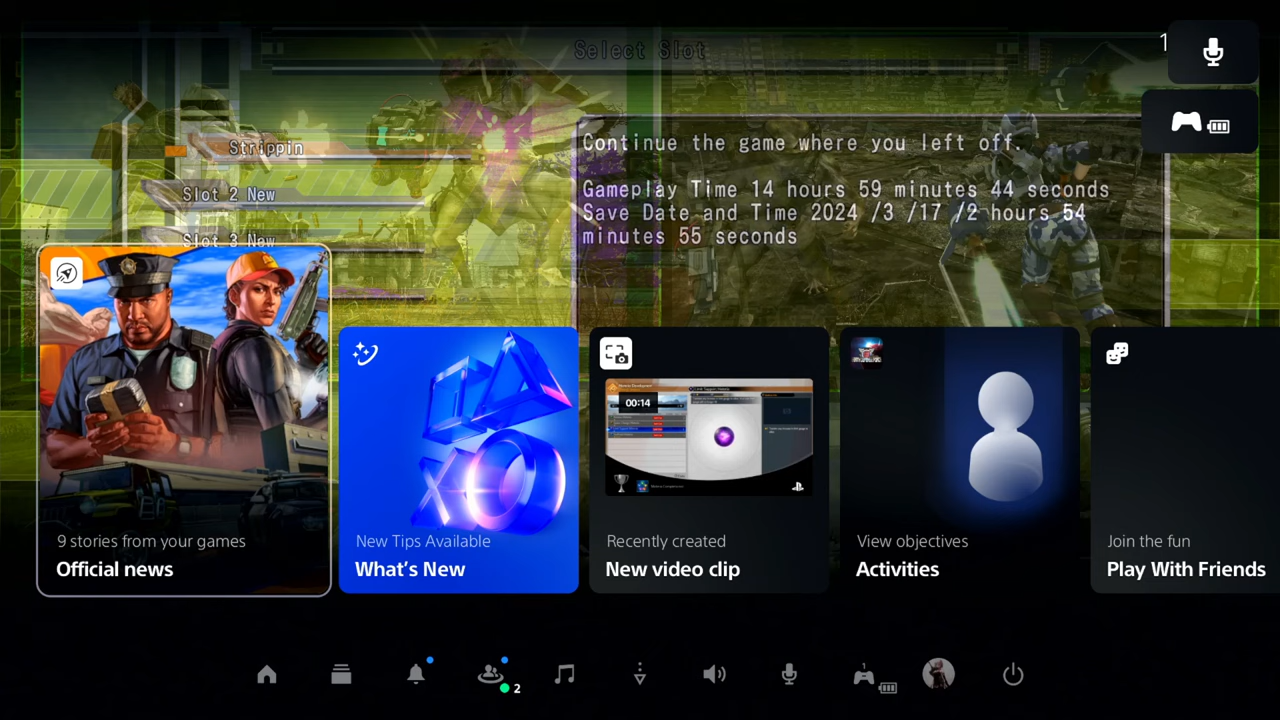 Select Slot
1
Strippin
Slot 2 New
Slot 3 New
Continue the game where you left off.
Gameplay Time 14 hours 59 minutes 44 seconds
Save Date and Time 2024 /3 /17 /2 hours 54
minutes 55 seconds
9 stories from your games
Official news
New Tips Available
What's New
00:14
Recently created
New video clip
View objectives
Activities
Join the fun
Play With Friends
2
1